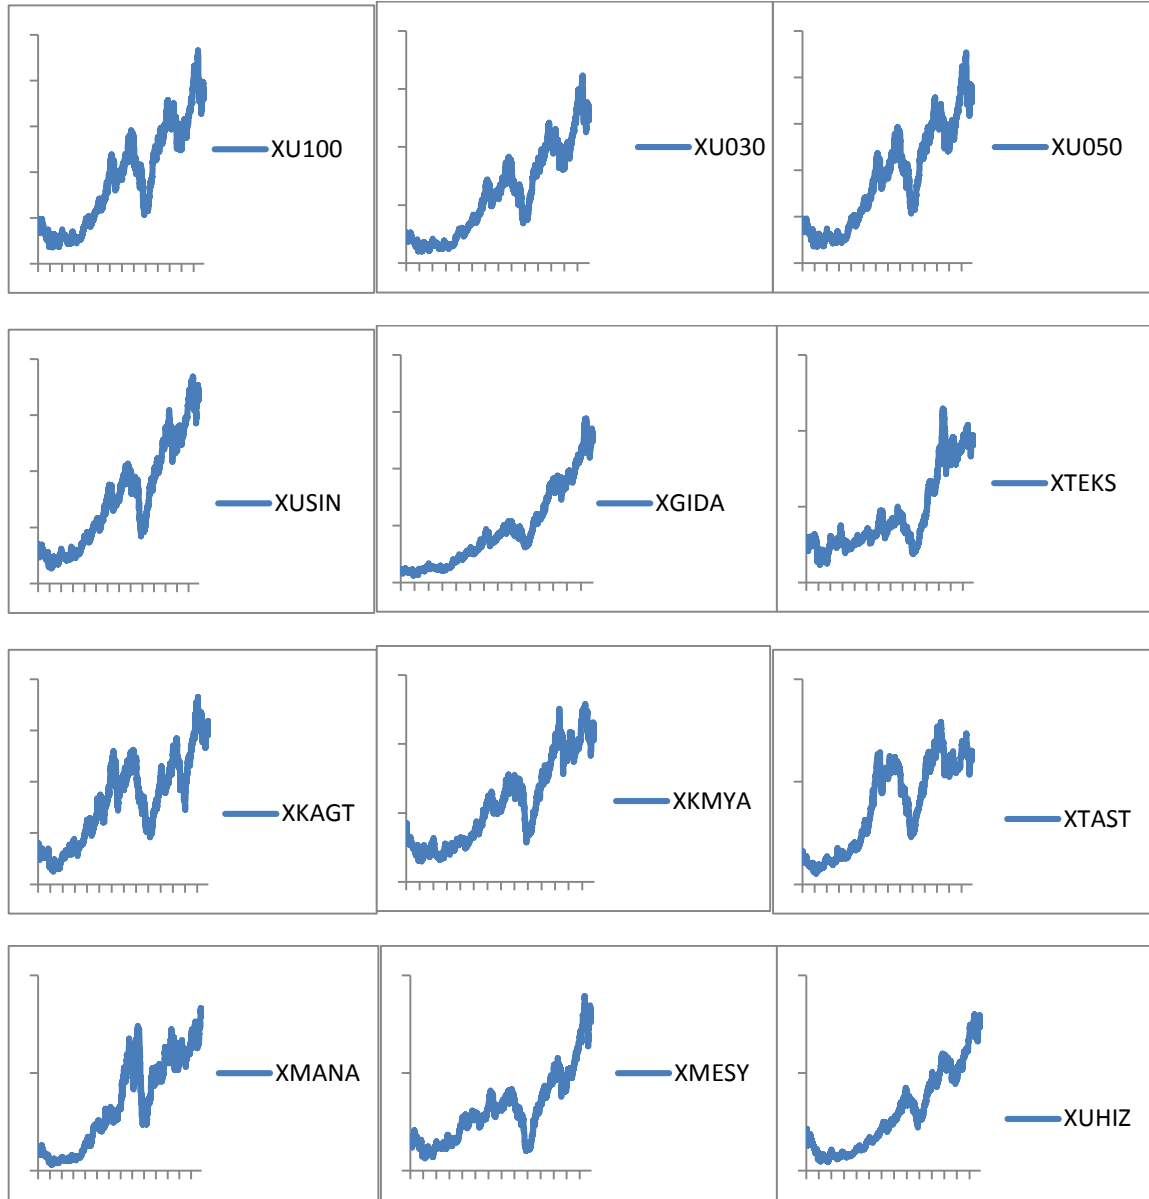 XU100
XU030
XU050
XUSIN
XGIDA
XTEKS
XKAGT
XKMYA
XTAST
XMANA
XMESY
XUHIZ